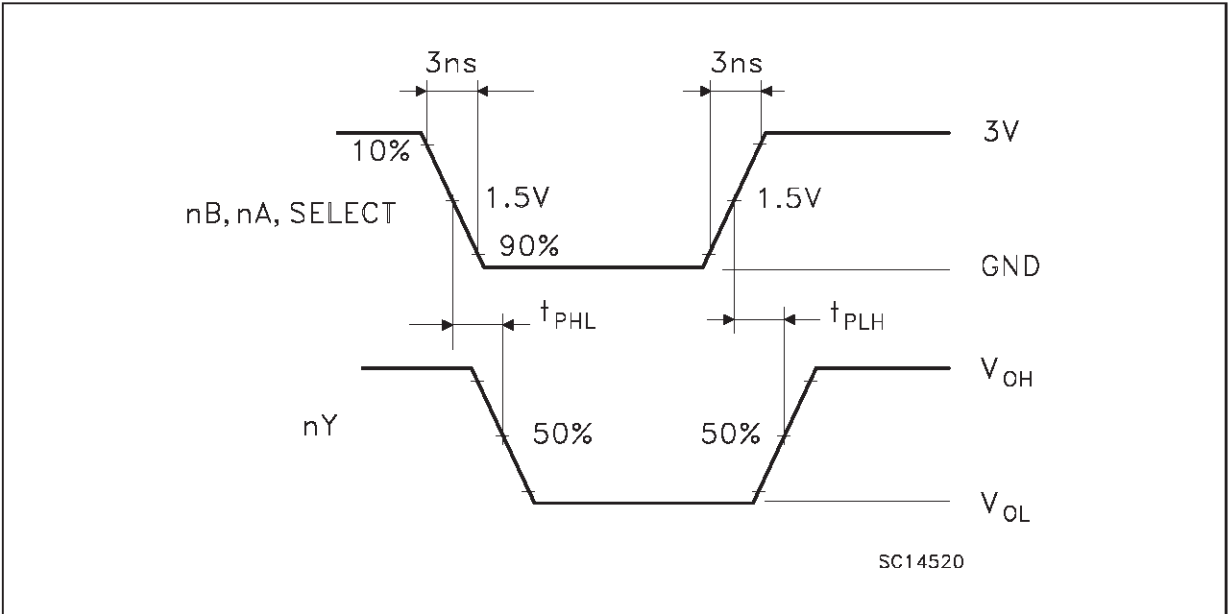 3ns 3ns
3V
10%
nB, nA, SELECT 1.5V 1.5V
90%
GND
tPHL tPLH
VOH
nY 50% 50%
VOL
SC14520